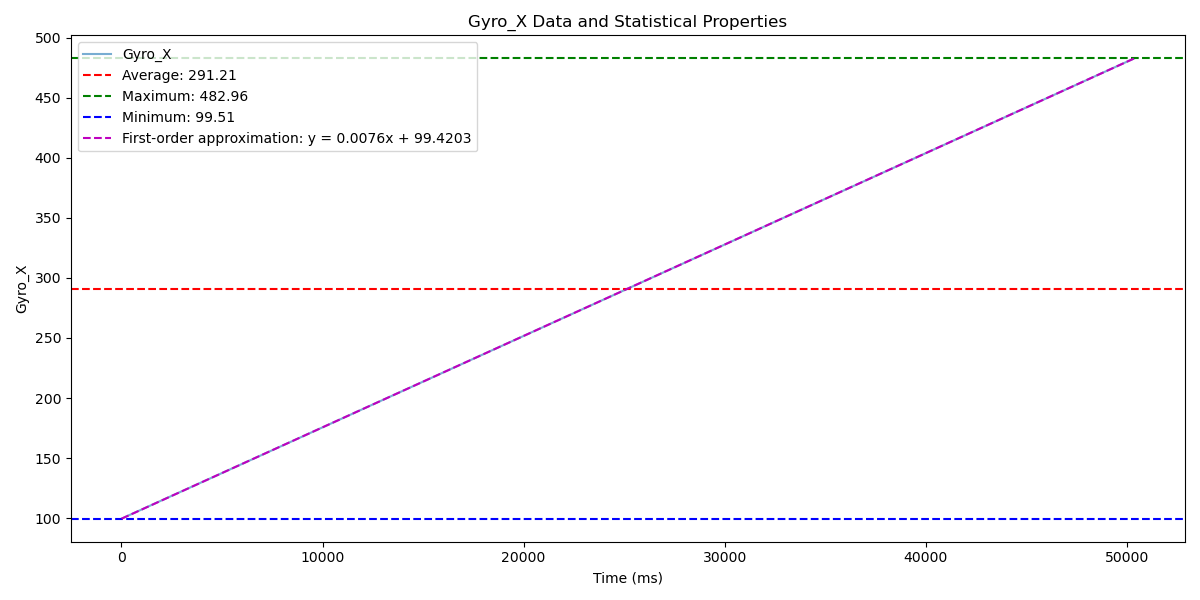 Gyro_X Data and Statistical Properties
Gyro_X
Average: 291.21
Maximum: 482.96
Minimum: 99.51
First-order approximation: y = 0.0076x + 99.4203
500
450
400
350
300
250
200
150
100
Gyro_X
0 10000 20000 30000 40000 50000
Time (ms)